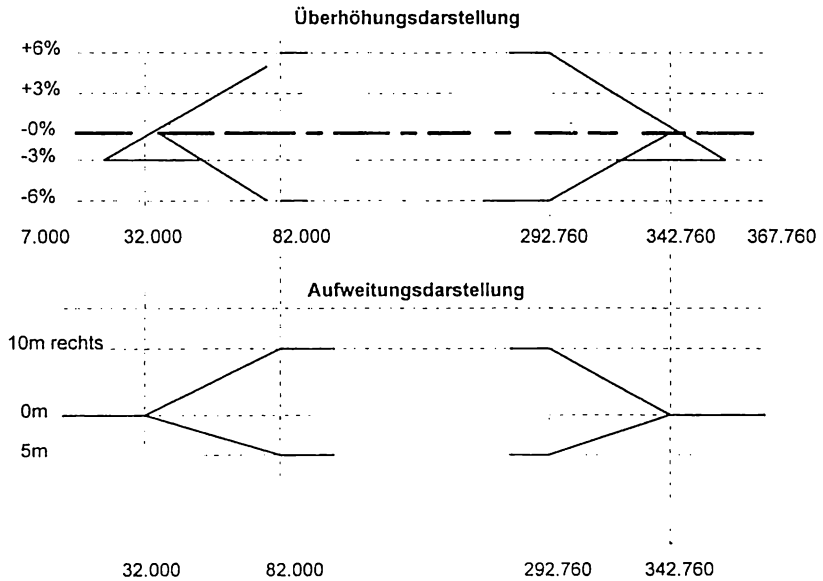 Überhöhungsdarstellung
+6%
+3%
-0%
-3%
-6%
7.000 32.000 82.000 292.760 342.760 367.760
Aufweitungsdarstellung
10m rechts
0m
5m
32.000 82.000 292.760 342.760